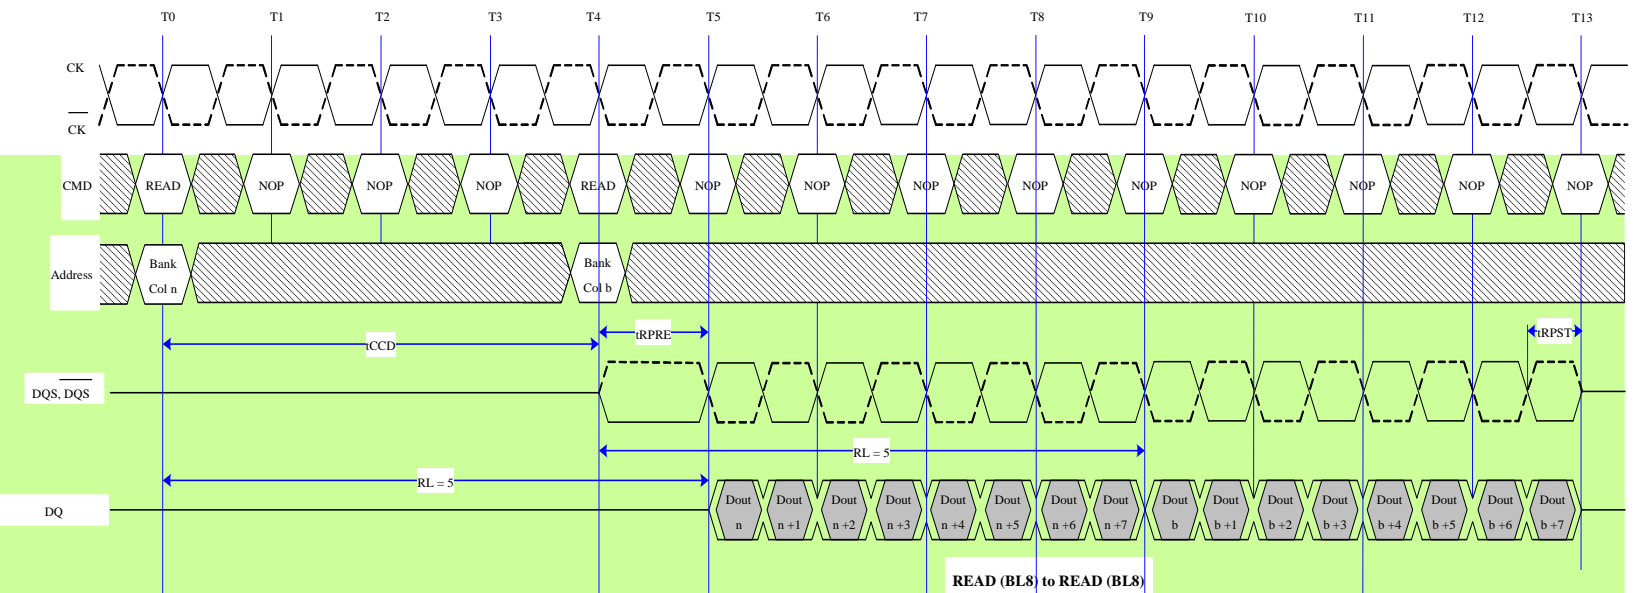 T0 T1 T2 T3 T4 T5 T6 T7 T8 T9 T10 T11 T12 T13
CK
CK
CMD READ NOP NOP NOP READ NOP NOP NOP NOP NOP NOP NOP NOP NOP
Address
Bank
Col n
Bank
Col b
tCCD
tRPRE
tRPST
DQS, DQS
RL = 5
RL = 5
DQ
Dout Dout Dout Dout Dout Dout Dout Dout Dout Dout Dout Dout Dout Dout Dout Dout
n n +1 n +2 n +3 n +4 n +5 n +6 n +7 b b +1 b +2 b +3 b +4 b +5 b +6 b +7
READ (BL8) to READ (BL8)